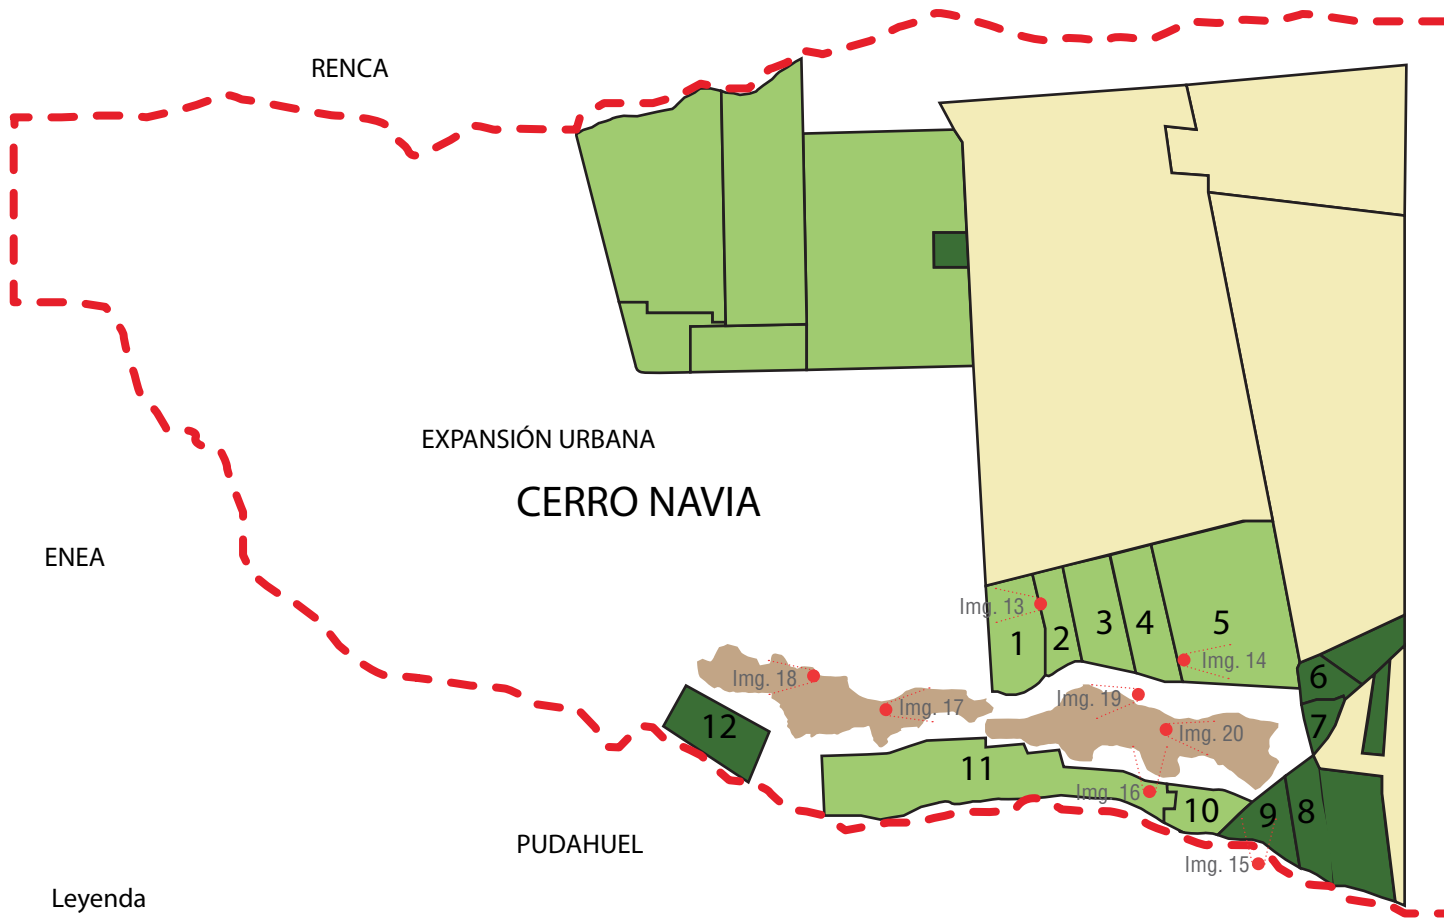 RENCA
EXPANSIÓN URBANA
CERRO NAVIA
ENEA
Img. 13
1
2
3
4
5
Img. 14
6
7
Img. 18
Img. 17
Img. 19
Img. 20
12
11
Img. 16
10
9
8
Img. 15
PUDAHUEL
Leyenda